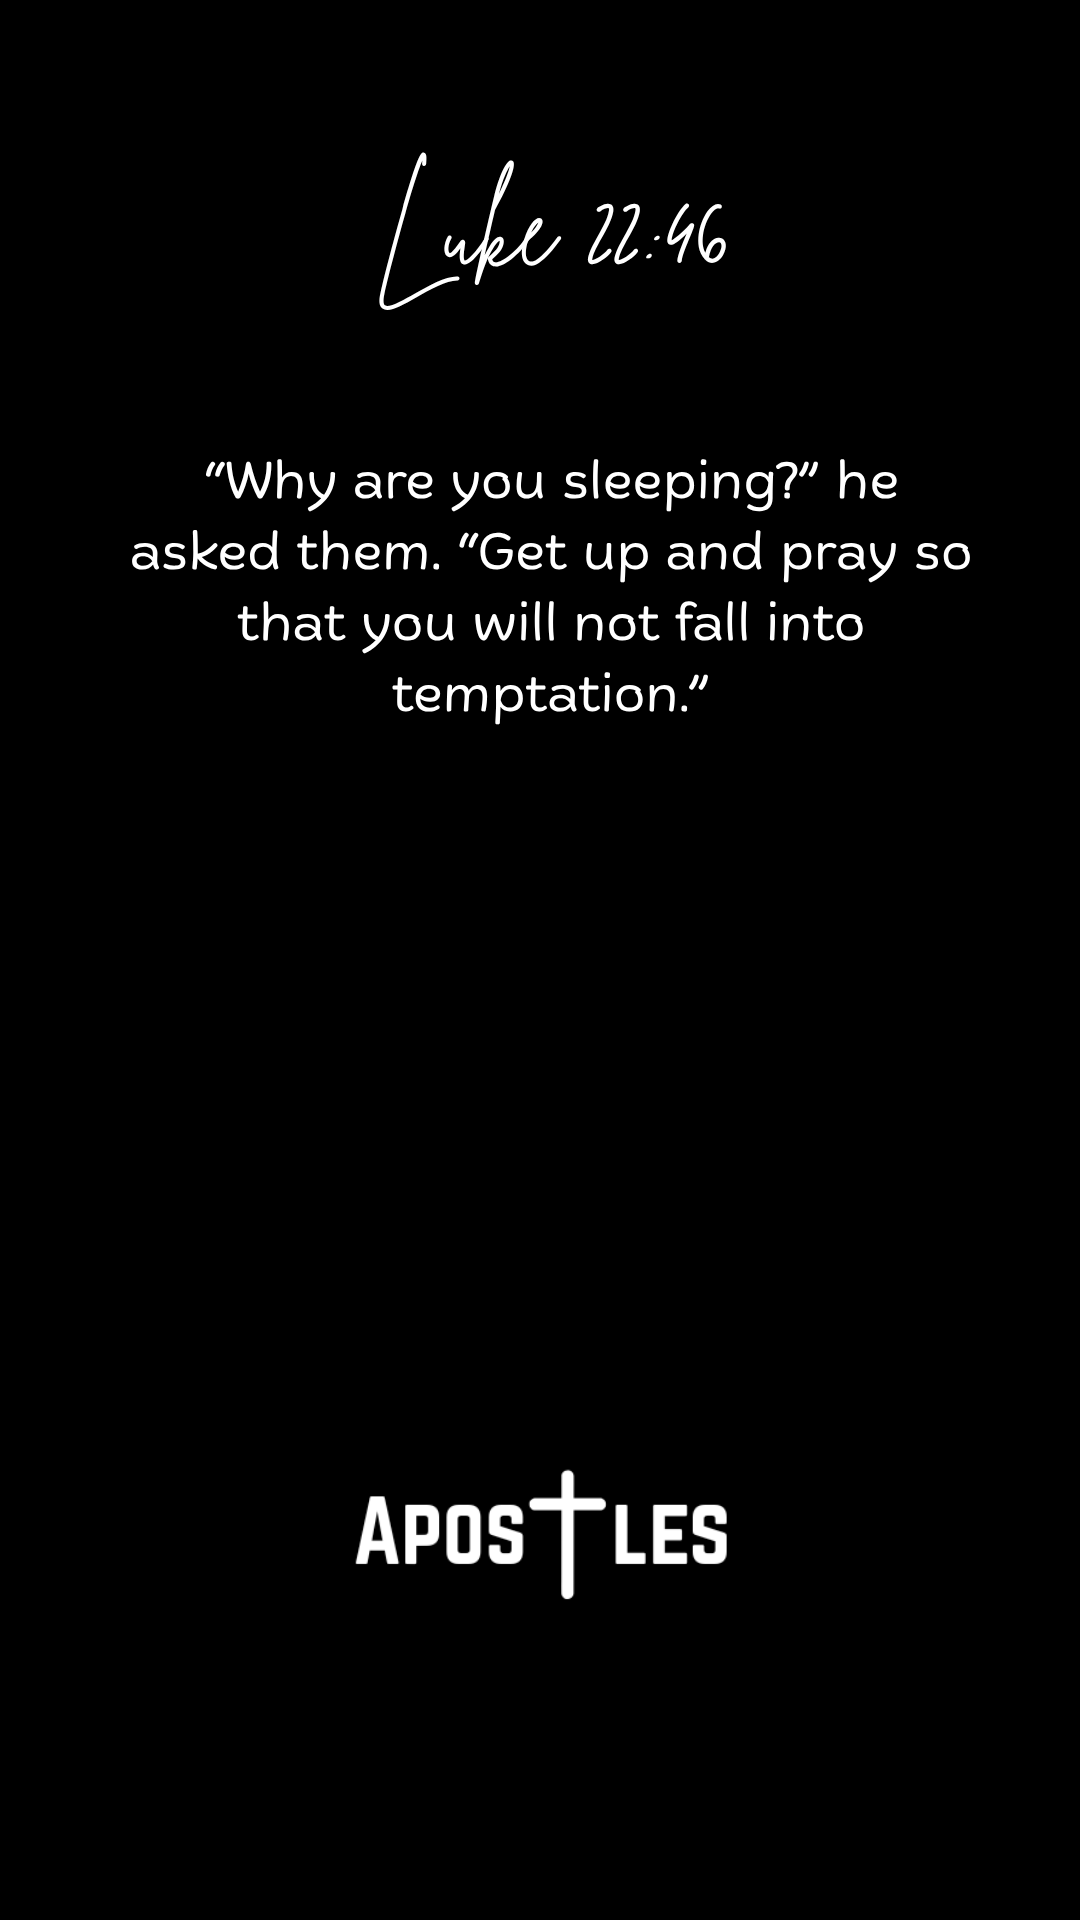 Luke 22:46
“Why are you sleeping?” he
asked them. “Get up and pray so
that you will not fall into
temptation.”
Apostles